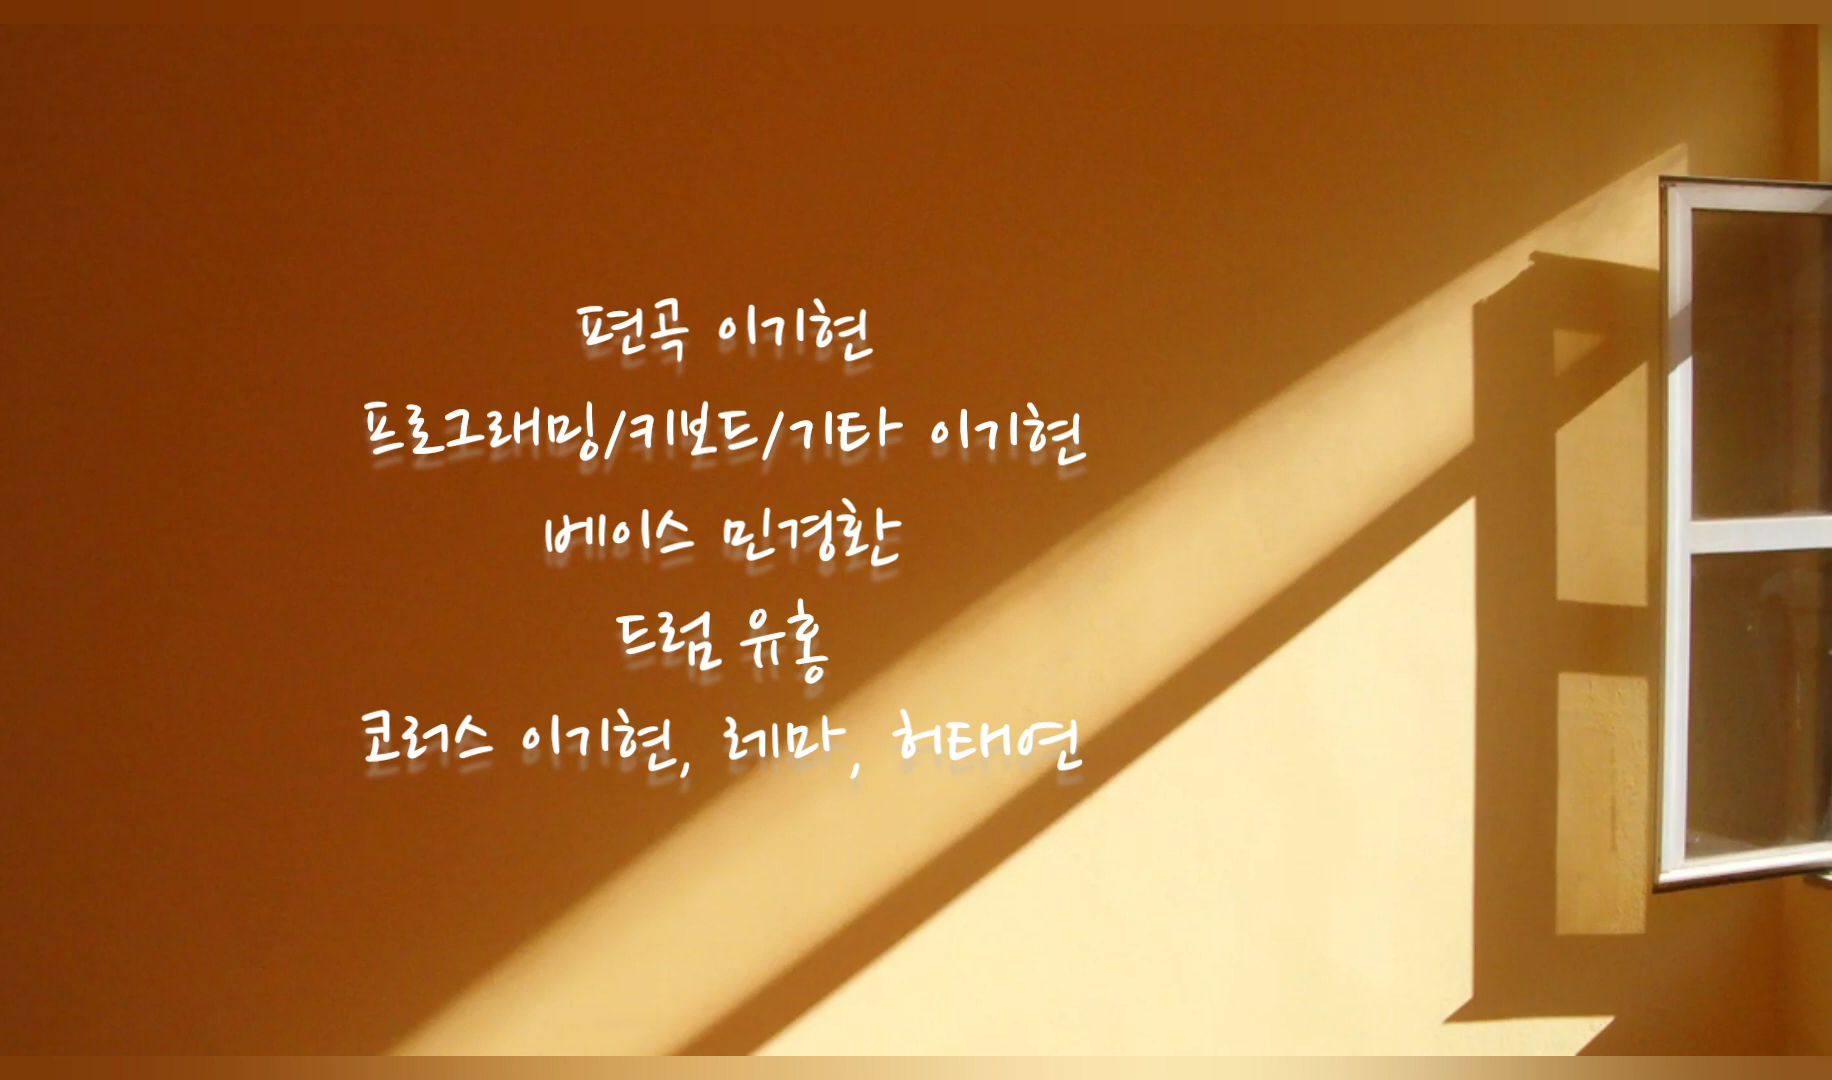 편곡 이기현
프로그래밍/키보드/기타 이기현
베이스 민경환
드럼 유홍
코러스 이기현, 레마, 허태연